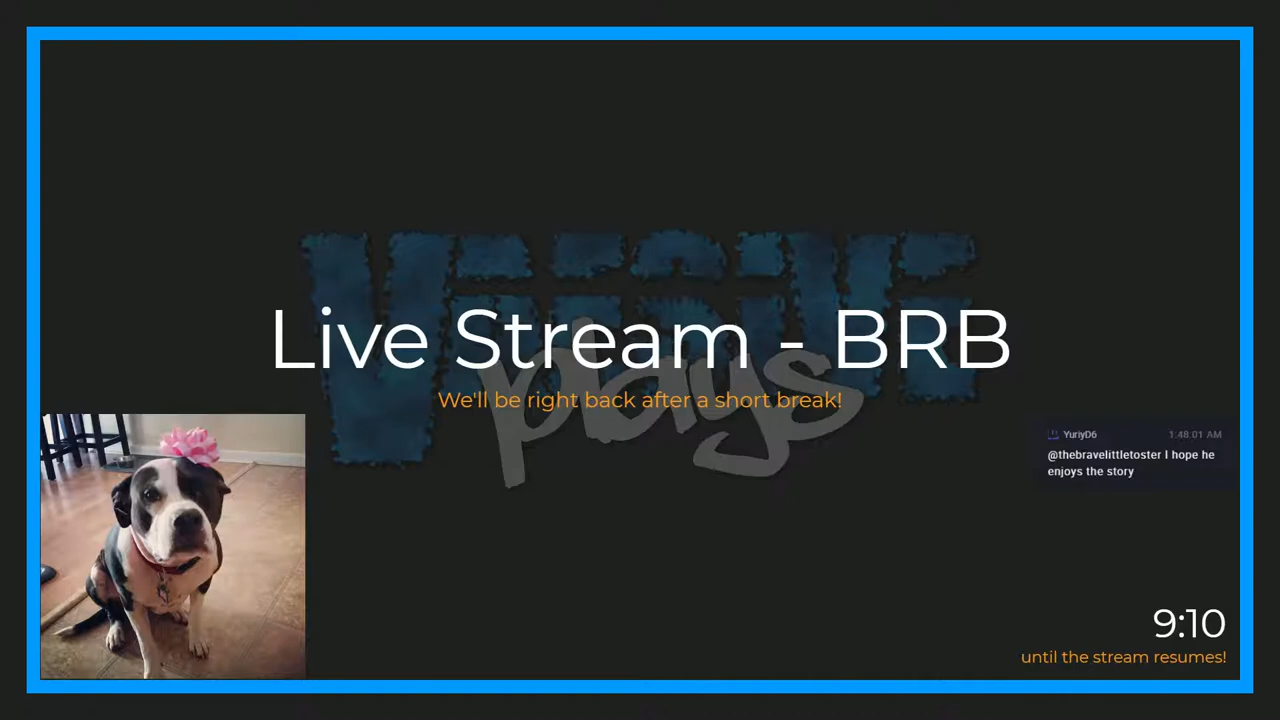 Live Stream - BRB
plays
We'll be right back after a short break!
YuriyD6 1:48:01 AM
@thebravelittletoster I hope he
enjoys the story
9:10
until the stream resumes!